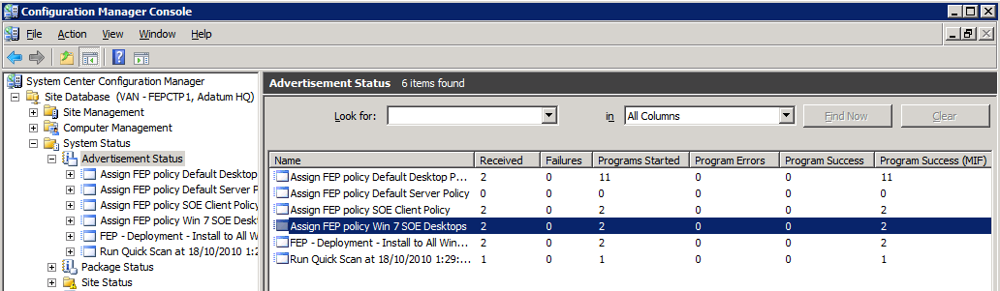 Configuration Manager Console
File Action View Window Help
System Center Configuration Manager
Site Database (VAN - FEPCTP1, Adatum HQ)
Site Management
Computer Management
System Status
Advertisement Status
Assign FEP policy Default Desktop
Assign FEP policy Default Server P
Assign FEP policy SOE Client Policy
Assign FEP policy Win 7 SOE Deskt
FEP - Deployment - Install to All W
Run Quick Scan at 18/10/2010 1:2
Package Status
Site Status
Advertisement Status 6 items found
Look for: in All Columns Find Now Clear
Name Received Failures Programs Started Program Errors Program Success Program Success (MIF)
Assign FEP policy Default Desktop P... 2 0 11 0 0 11
Assign FEP policy Default Server Policy 0 0 0 0 0 0
Assign FEP policy SOE Client Policy 2 0 2 0 0 2
Assign FEP policy Win 7 SOE Desktops 2 0 2 0 0 2
FEP - Deployment - Install to All Win... 2 0 2 0 0 2
Run Quick Scan at 18/10/2010 1:29:... 1 0 1 0 0 1